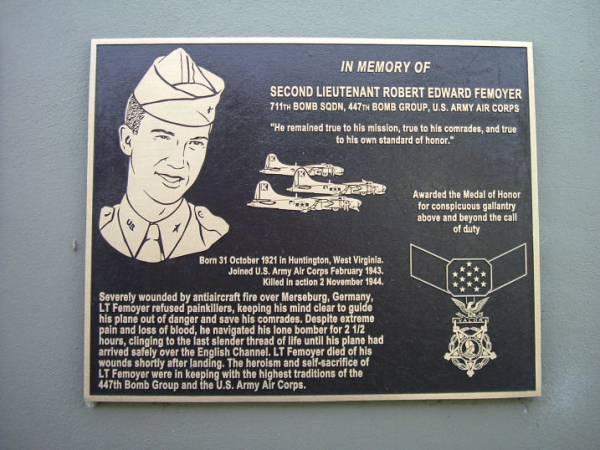 IN MEMORY OF
SECOND LIEUTENANT ROBERT EDWARD FEMOYER
711TH BOMB SQDN, 447TH BOMB GROUP, U.S. ARMY AIR CORPS
"He remained true to his mission, true to his comrades, and true
to his own standard of honor."
Awarded the Medal of Honor
for conspicuous gallantry
above and beyond the call
of duty
Born 31 October 1921 in Huntington, West Virginia.
Joined U.S. Army Air Corps February 1943.
Killed in action 2 November 1944.
Severely wounded by antiaircraft fire over Merseburg, Germany,
LT Femoyer refused painkillers, keeping his mind clear to guide
his plane out of danger and save his comrades. Despite extreme
pain and loss of blood, he navigated his lone bomber for 2 1/2
hours, clinging to the last slender thread of life until his plane had
arrived safely over the English Channel. LT Femoyer died of his
wounds shortly after landing. The heroism and self-sacrifice of
LT Femoyer were in keeping with the highest traditions of the
447th Bomb Group and the U.S. Army Air Corps.